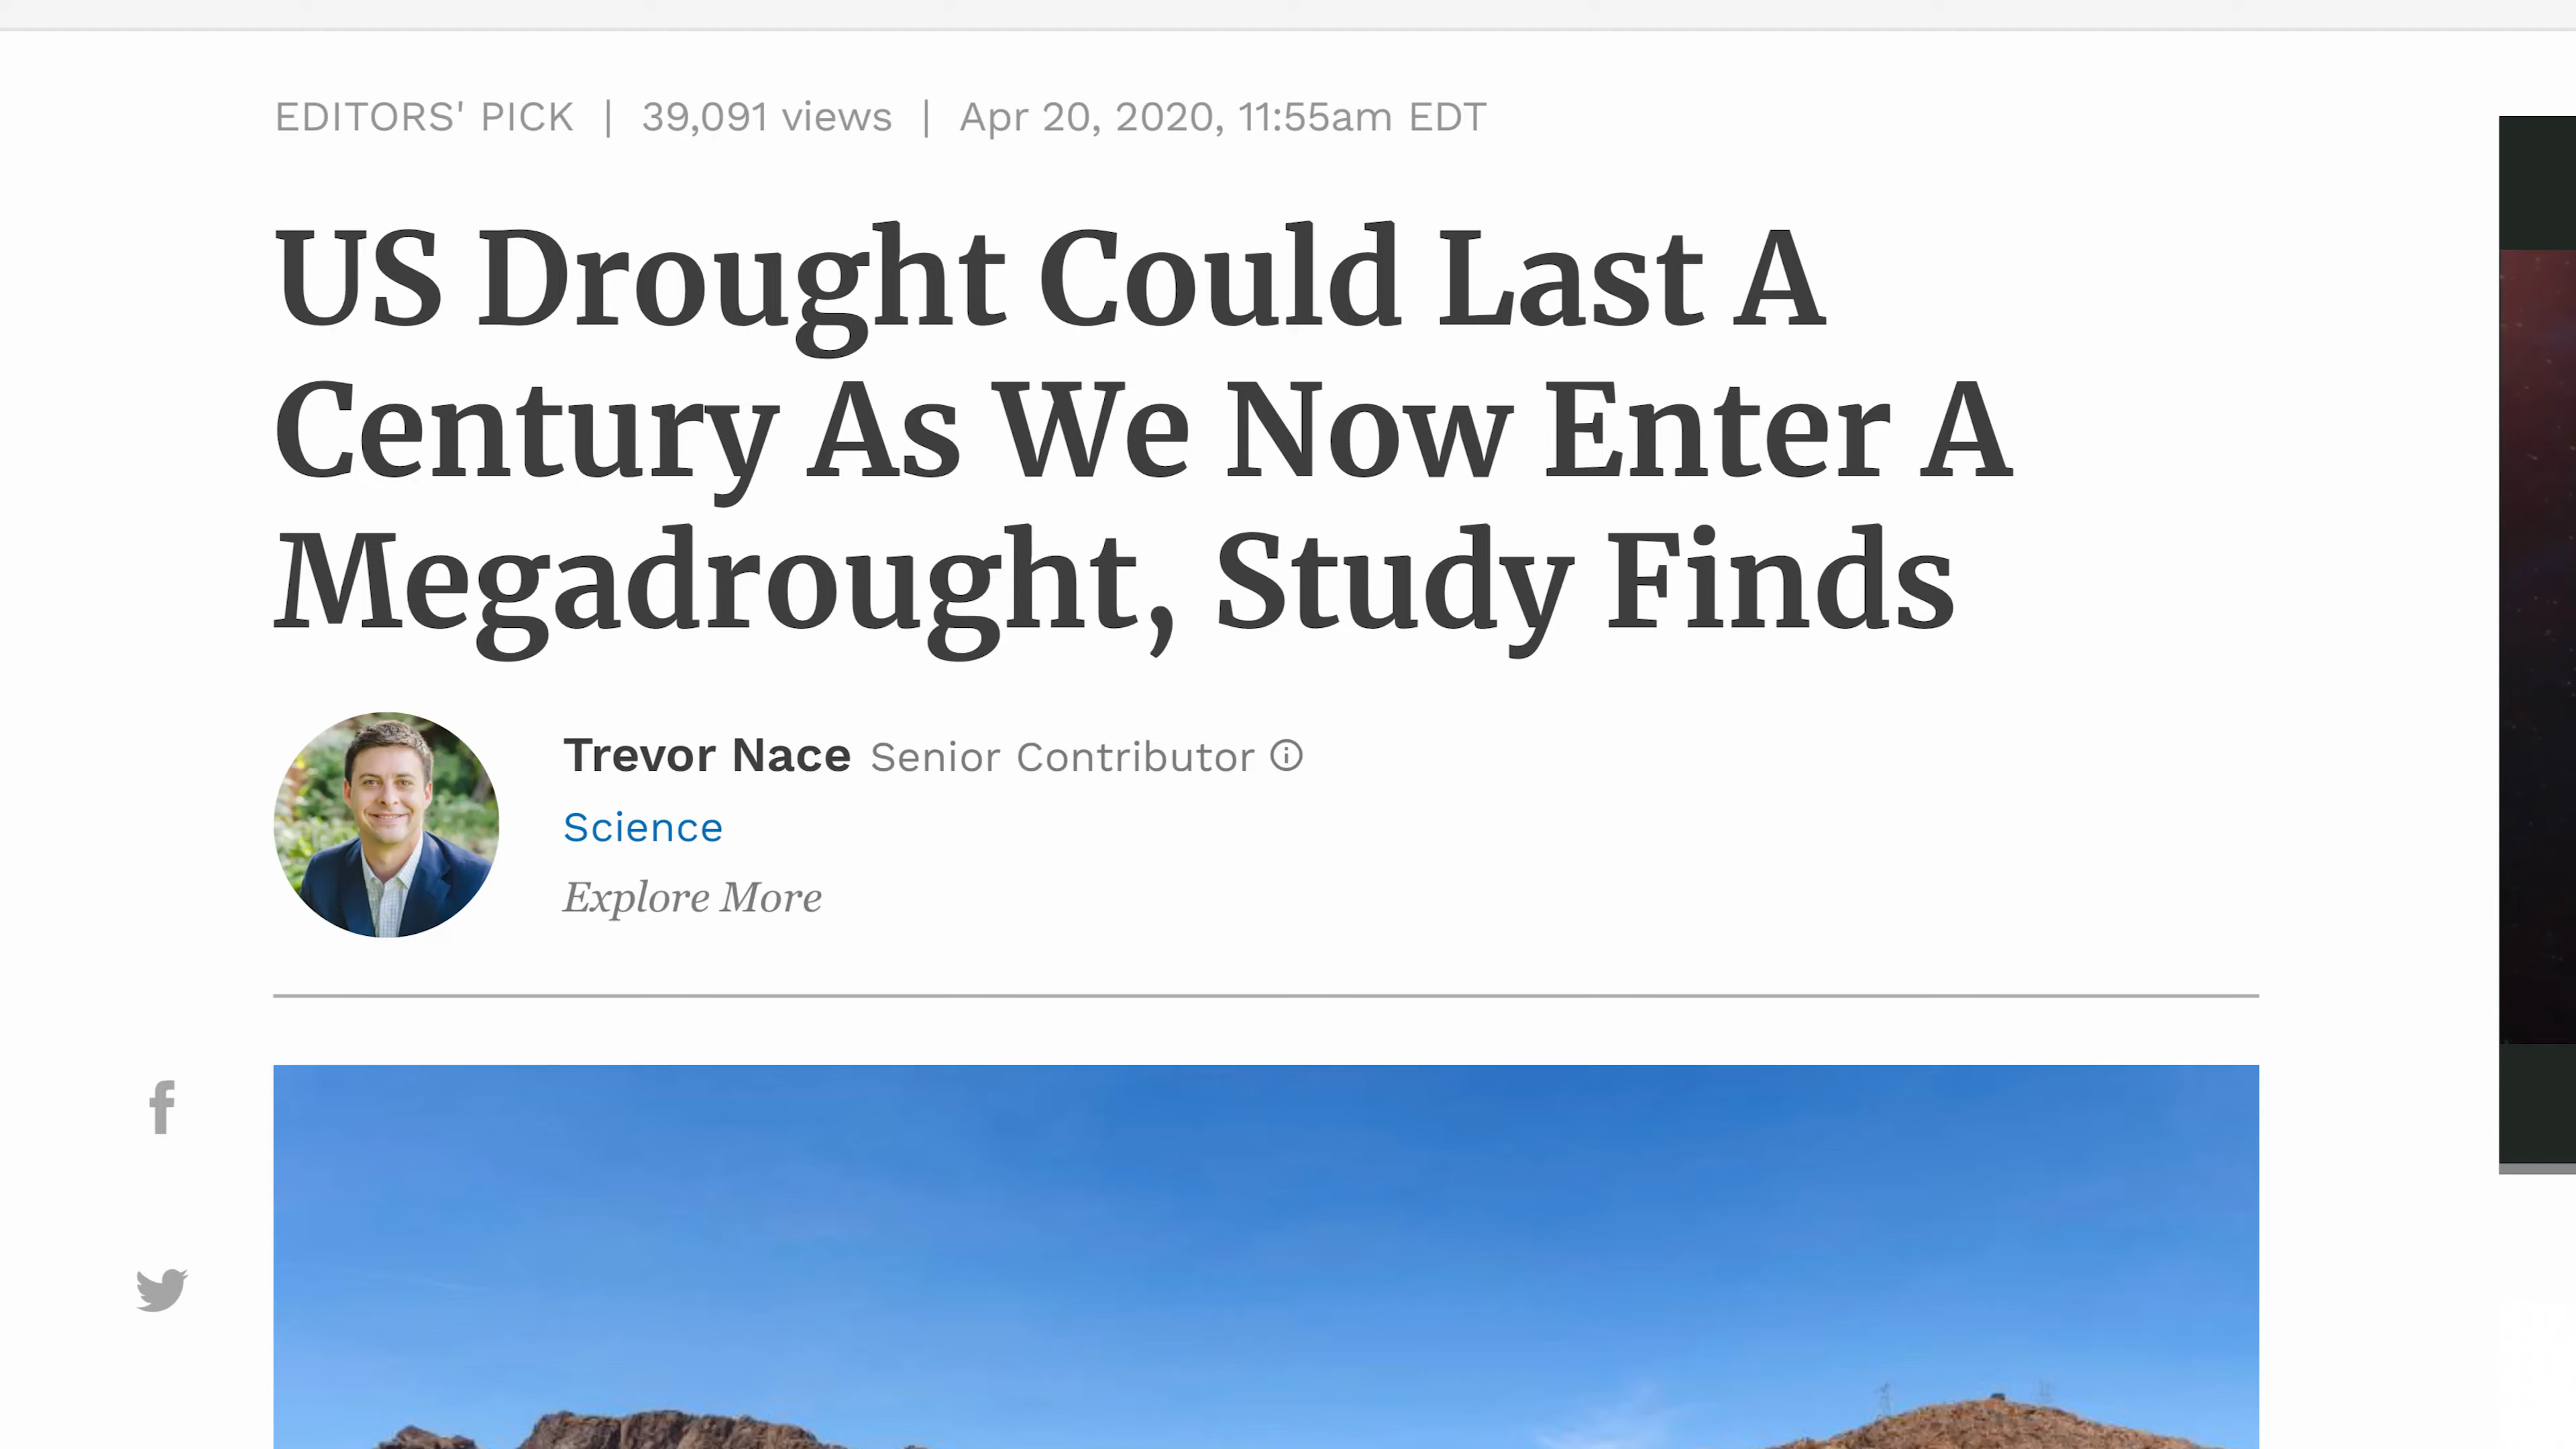 EDITORS' PICK | 39,091 views | Apr 20, 2020, 11:55am EDT
US Drought Could Last A
Century As We Now Enter A
Megadrought, Study Finds
Trevor Nace Senior Contributor
Science
Explore More